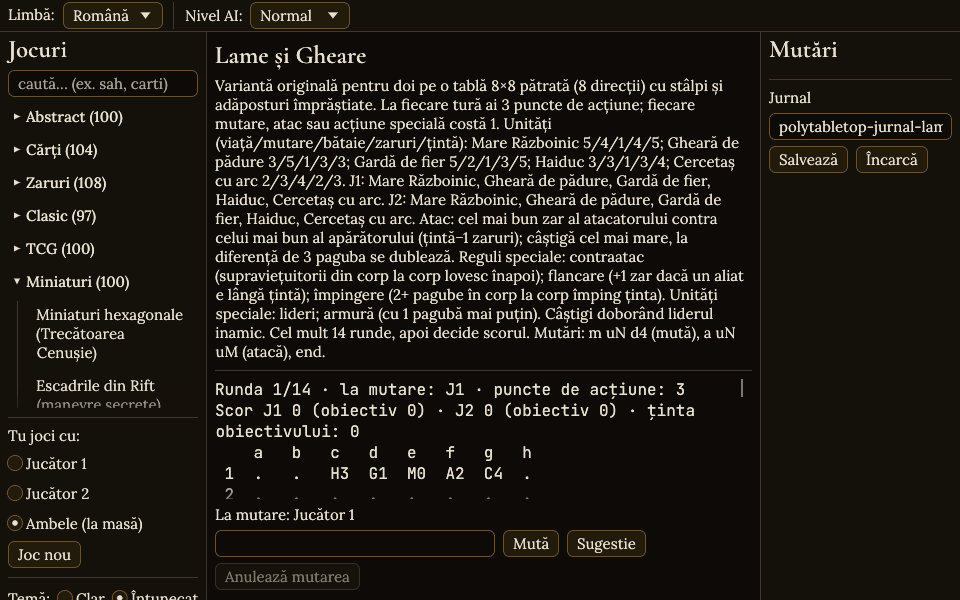 Limbă: Română ▼ Nivel AI: Normal ▼
Jocuri
caută... (ex. sah, carti)
▸ Abstract (100)
▸ Cărți (104)
▸ Zaruri (108)
▸ Clasic (97)
▸ TCG (100)
▾ Miniaturi (100)
Miniaturi hexagonale
(Trecătoarea
Cenușie)
Escadrile din Rift
(manevre secrete)
Tu joci cu:
Jucător 1
Jucător 2
Ambele (la masă)
Joc nou
Temă: Clar Întunecat
Lame și Gheare
Variantă originală pentru doi pe o tablă 8×8 pătrată (8 direcții) cu stâlpi și
adăposturi împrăștiate. La fiecare tură ai 3 puncte de acțiune; fiecare
mutare, atac sau acțiune specială costă 1. Unități
(viață/mutare/bătaie/zaruri/țintă): Mare Războinic 5/4/1/4/5; Gheară de
pădure 3/5/1/3/3; Gardă de fier 5/2/1/3/5; Haiduc 3/3/1/3/4; Cercetaș
cu arc 2/3/4/2/3. J1: Mare Războinic, Gheară de pădure, Gardă de fier,
Haiduc, Cercetaș cu arc. J2: Mare Războinic, Gheară de pădure, Gardă de
fier, Haiduc, Cercetaș cu arc. Atac: cel mai bun zar al atacatorului contra
celui mai bun al apărătorului (țintă−1 zaruri); câștigă cel mai mare, la
diferență de 3 paguba se dublează. Reguli speciale: contraatac
(supraviețuitorii din corp la corp lovesc înapoi); flancare (+1 zar dacă un aliat
e lângă țintă); împingere (2+ pagube în corp la corp împing ținta). Unități
speciale: lideri; armură (cu 1 pagubă mai puțin). Câștigi doborând liderul
inamic. Cel mult 14 runde, apoi decide scorul. Mutări: m uN d4 (mută), a uN
uM (atacă), end.
Runda 1/14 · la mutare: J1 · puncte de acțiune: 3
Scor J1 0 (obiectiv 0) · J2 0 (obiectiv 0) · ținta
obiectivului: 0
a b c d e f g h
1 . . H3 G1 M0 A2 C4 .
2 . . . . . . . .
La mutare: Jucător 1
Mută Sugestie
Anulează mutarea
Mutări
Jurnal
polytabletop-jurnal-lam
Salvează Încarcă